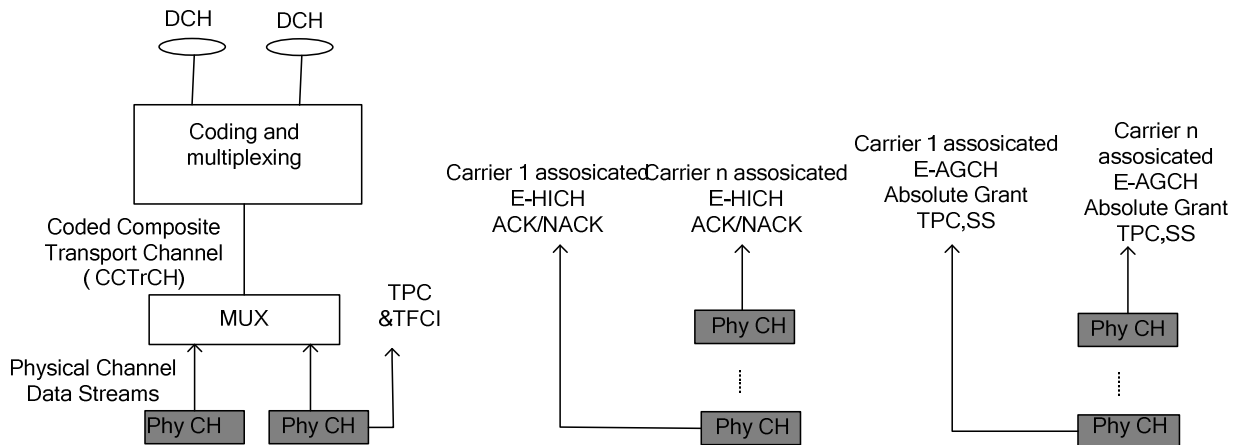 DCH
DCH
Coding and
multiplexing
Coded Composite
Transport Channel
( CCTrCH)
MUX
TPC
&TFCI
Physical Channel
Data Streams
Phy CH
Phy CH
Carrier 1 assosicated
E-HICH
ACK/NACK
Carrier n assosicated
E-HICH
ACK/NACK
Phy CH
Phy CH
Carrier 1 assosicated
E-AGCH
Absolute Grant
TPC,SS
Carrier n
assosicated
E-AGCH
Absolute Grant
TPC,SS
Phy CH
Phy CH